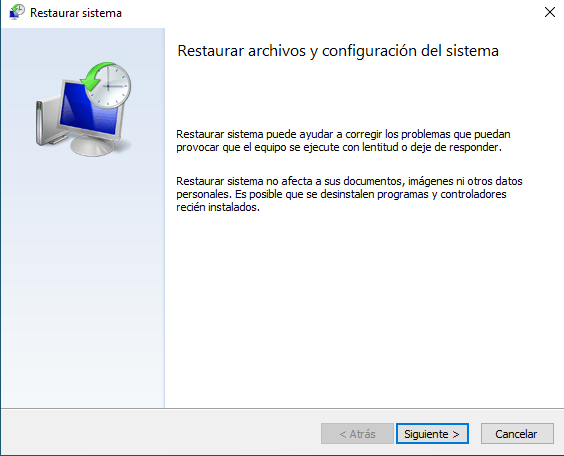 Restaurar sistema
Restaurar archivos y configuración del sistema
Restaurar sistema puede ayudar a corregir los problemas que puedan
provocar que el equipo se ejecute con lentitud o deje de responder.
Restaurar sistema no afecta a sus documentos, imágenes ni otros datos
personales. Es posible que se desinstalen programas y controladores
recién instalados.
< Atrás
Siguiente >
Cancelar